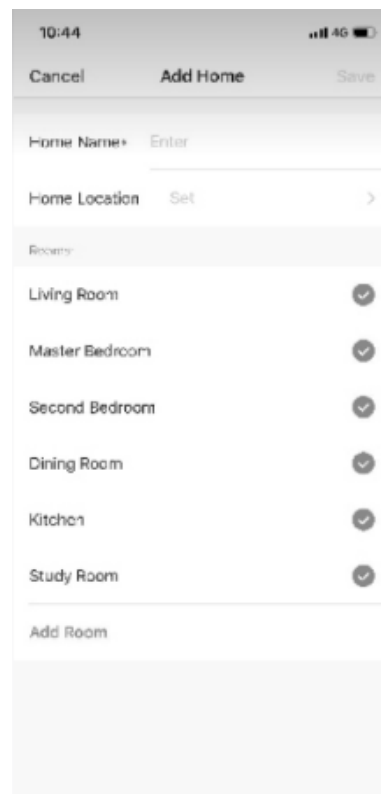 10:44 4G
Cancel Add Home Save
Home Name* Enter
Home Location Set
Rooms:
Living Room
Master Bedroom
Second Bedroom
Dining Room
Kitchen
Study Room
Add Room